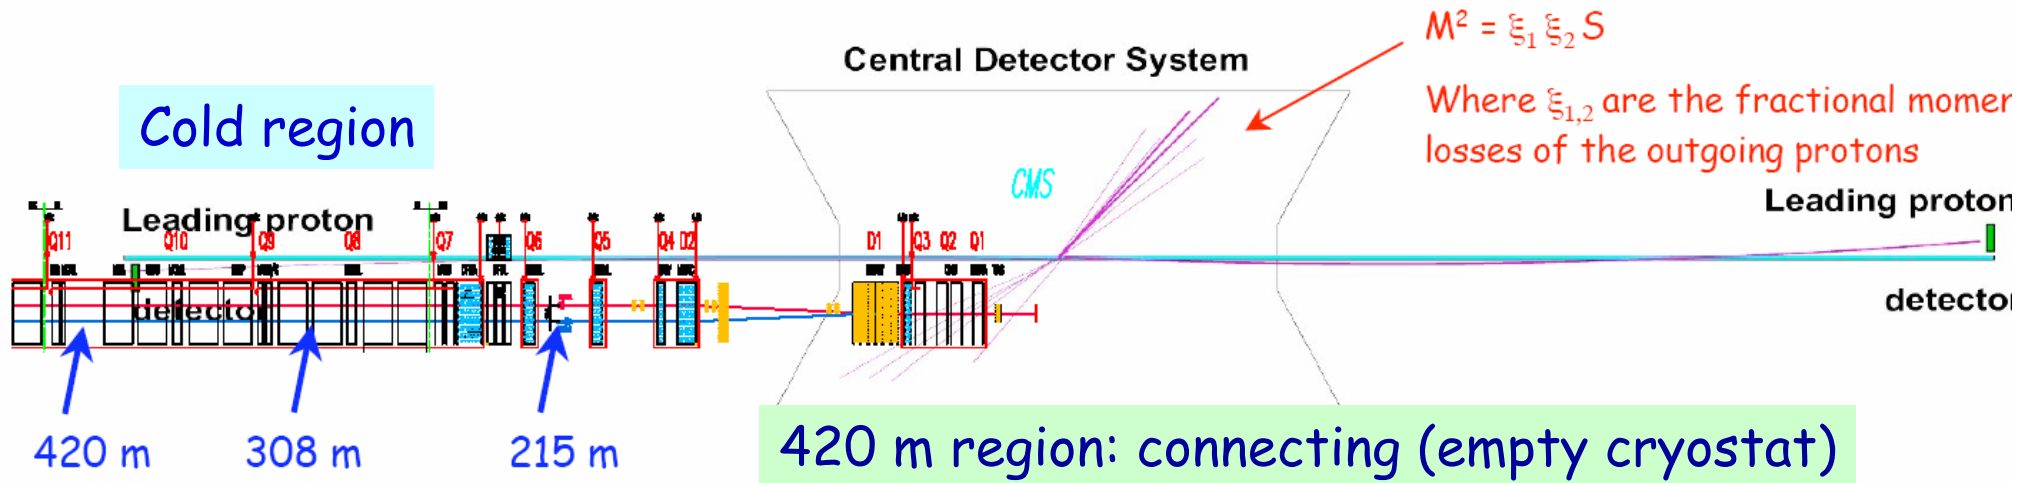 M² = ξ₁ ξ₂ S
Where ξ₁,₂ are the fractional momen
losses of the outgoing protons
Central Detector System
Cold region
CMS
Leading proton
detector
Leading proton
detector
Q11 Q10 Q9 Q8 Q7 Q6 Q5 Q4 D2 D1 Q3 Q2 Q1
420 m 308 m 215 m
420 m region: connecting (empty cryostat)